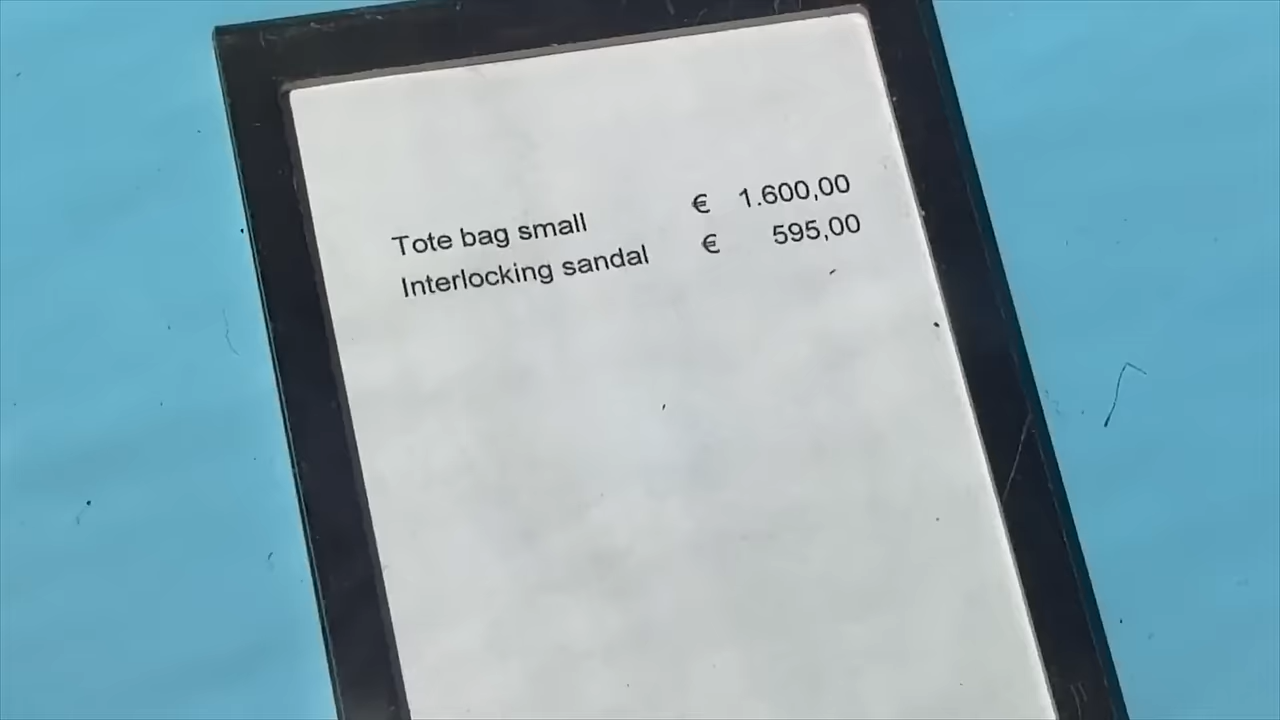 Tote bag small € 1.600,00
Interlocking sandal € 595,00